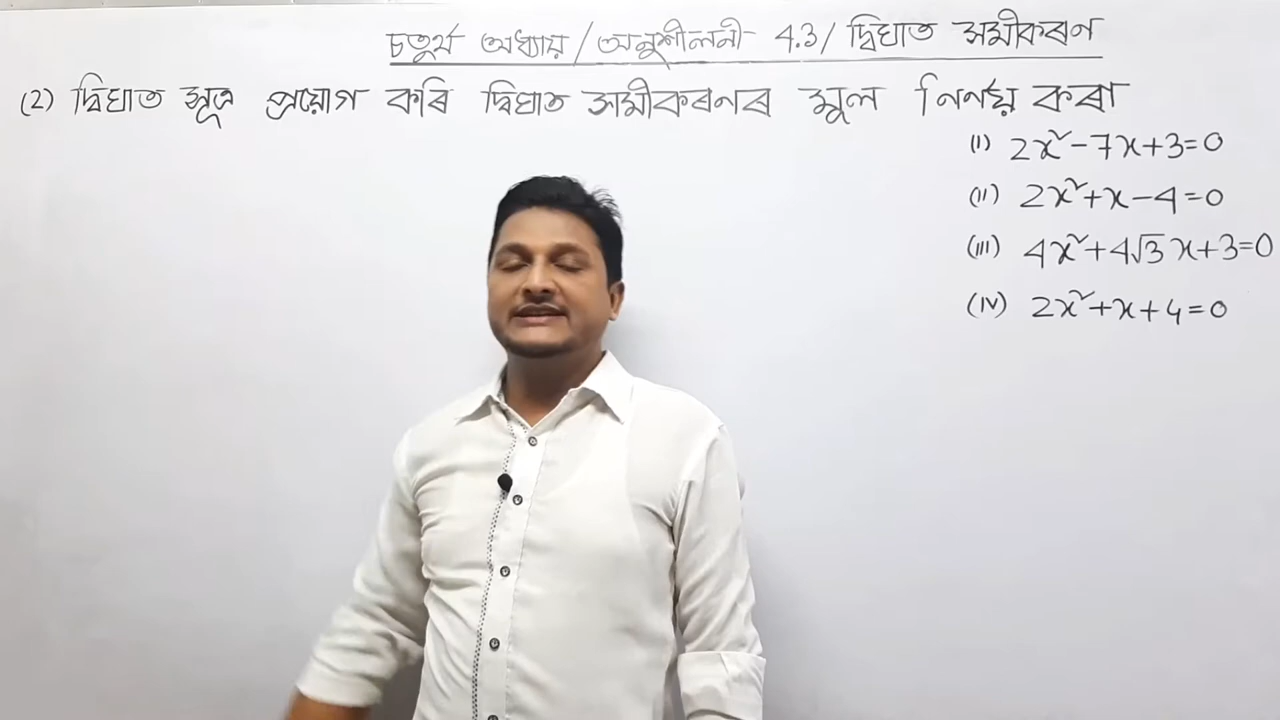 চতুৰ্থ অধ্যায় / অনুশীলনী- 4.3 / দ্বিঘাত সমীকৰণ
(2) দ্বিঘাত সূত্ৰ প্ৰয়োগ কৰি দ্বিঘাত সমীকৰণৰ মূল নিৰ্ণয় কৰা
(i) 2x² - 7x + 3 = 0
(ii) 2x² + x - 4 = 0
(iii) 4x² + 4√3 x + 3 = 0
(iv) 2x² + x + 4 = 0